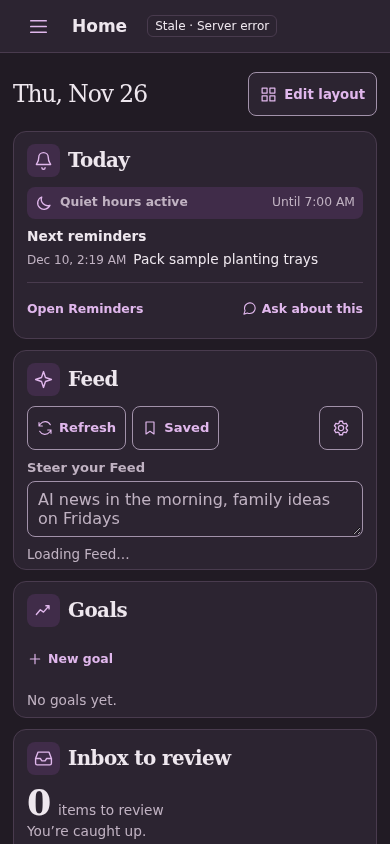 Home
Stale · Server error
Thu, Nov 26
Edit layout
Today
Quiet hours active
Until 7:00 AM
Next reminders
Dec 10, 2:19 AM Pack sample planting trays
Open Reminders
Ask about this
Feed
Refresh
Saved
Steer your Feed
AI news in the morning, family ideas
on Fridays
Loading Feed…
Goals
New goal
No goals yet.
Inbox to review
0 items to review
You’re caught up.